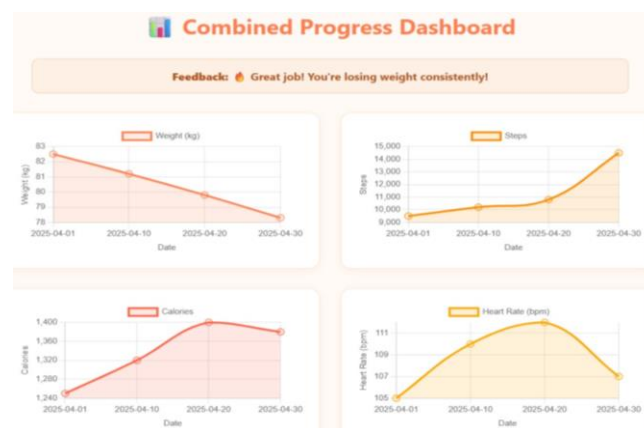 Combined Progress Dashboard
Feedback: 🔥 Great job! You're losing weight consistently!
Weight (kg)
Weight (kg)
83
82
81
80
79
78
2025-04-01 2025-04-10 2025-04-20 2025-04-30
Date
Steps
Steps
15,000
14,000
13,000
12,000
11,000
10,000
9,000
2025-04-01 2025-04-10 2025-04-20 2025-04-30
Date
Calories
Calories
1,400
1,360
1,320
1,280
1,240
2025-04-01 2025-04-10 2025-04-20 2025-04-30
Date
Heart Rate (bpm)
Heart Rate (bpm)
111
109
107
105
2025-04-01 2025-04-10 2025-04-20 2025-04-30
Date